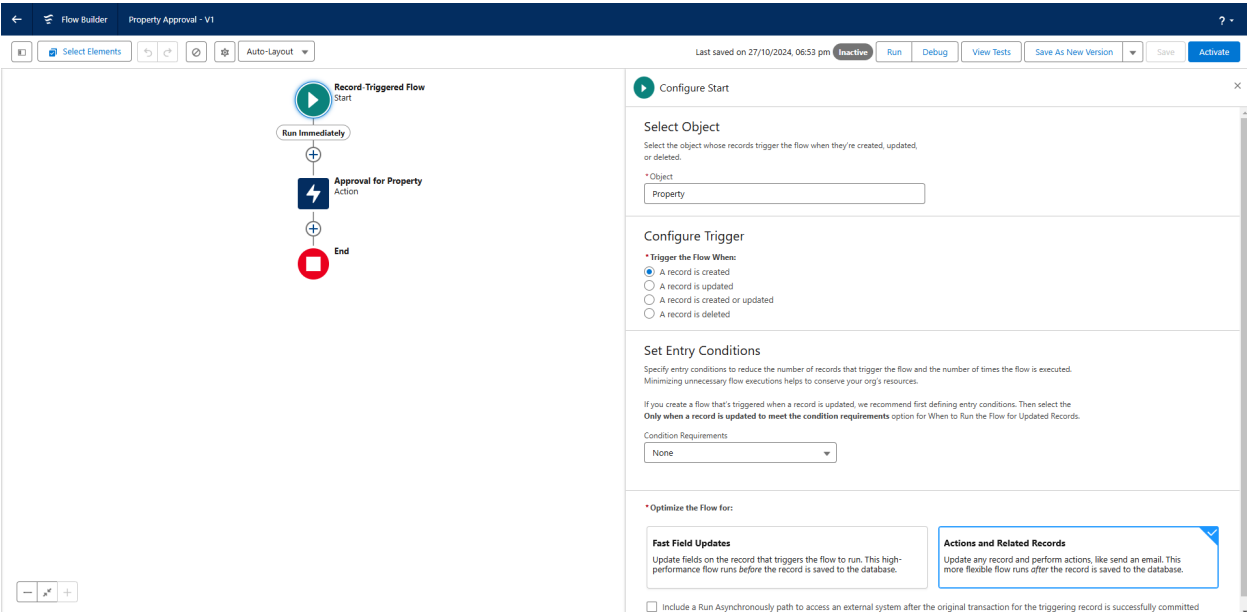 Flow Builder Property Approval - V1 ?
Select Elements Auto-Layout Last saved on 27/10/2024, 06:53 pm Inactive Run Debug View Tests Save As New Version Save Activate
Record-Triggered Flow
Start
Run Immediately
Approval for Property
Action
End
Configure Start
Select Object
Select the object whose records trigger the flow when they're created, updated,
or deleted.
*Object
Property
Configure Trigger
*Trigger the Flow When:
A record is created
A record is updated
A record is created or updated
A record is deleted
Set Entry Conditions
Specify entry conditions to reduce the number of records that trigger the flow and the number of times the flow is executed.
Minimizing unnecessary flow executions helps to conserve your org's resources.
If you create a flow that's triggered when a record is updated, we recommend first defining entry conditions. Then select the
Only when a record is updated to meet the condition requirements option for When to Run the Flow for Updated Records.
Condition Requirements
None
*Optimize the Flow for:
Fast Field Updates
Update fields on the record that triggers the flow to run. This high-
performance flow runs before the record is saved to the database.
Actions and Related Records
Update any record and perform actions, like send an email. This
more flexible flow runs after the record is saved to the database.
Include a Run Asynchronously path to access an external system after the original transaction for the triggering record is successfully committed